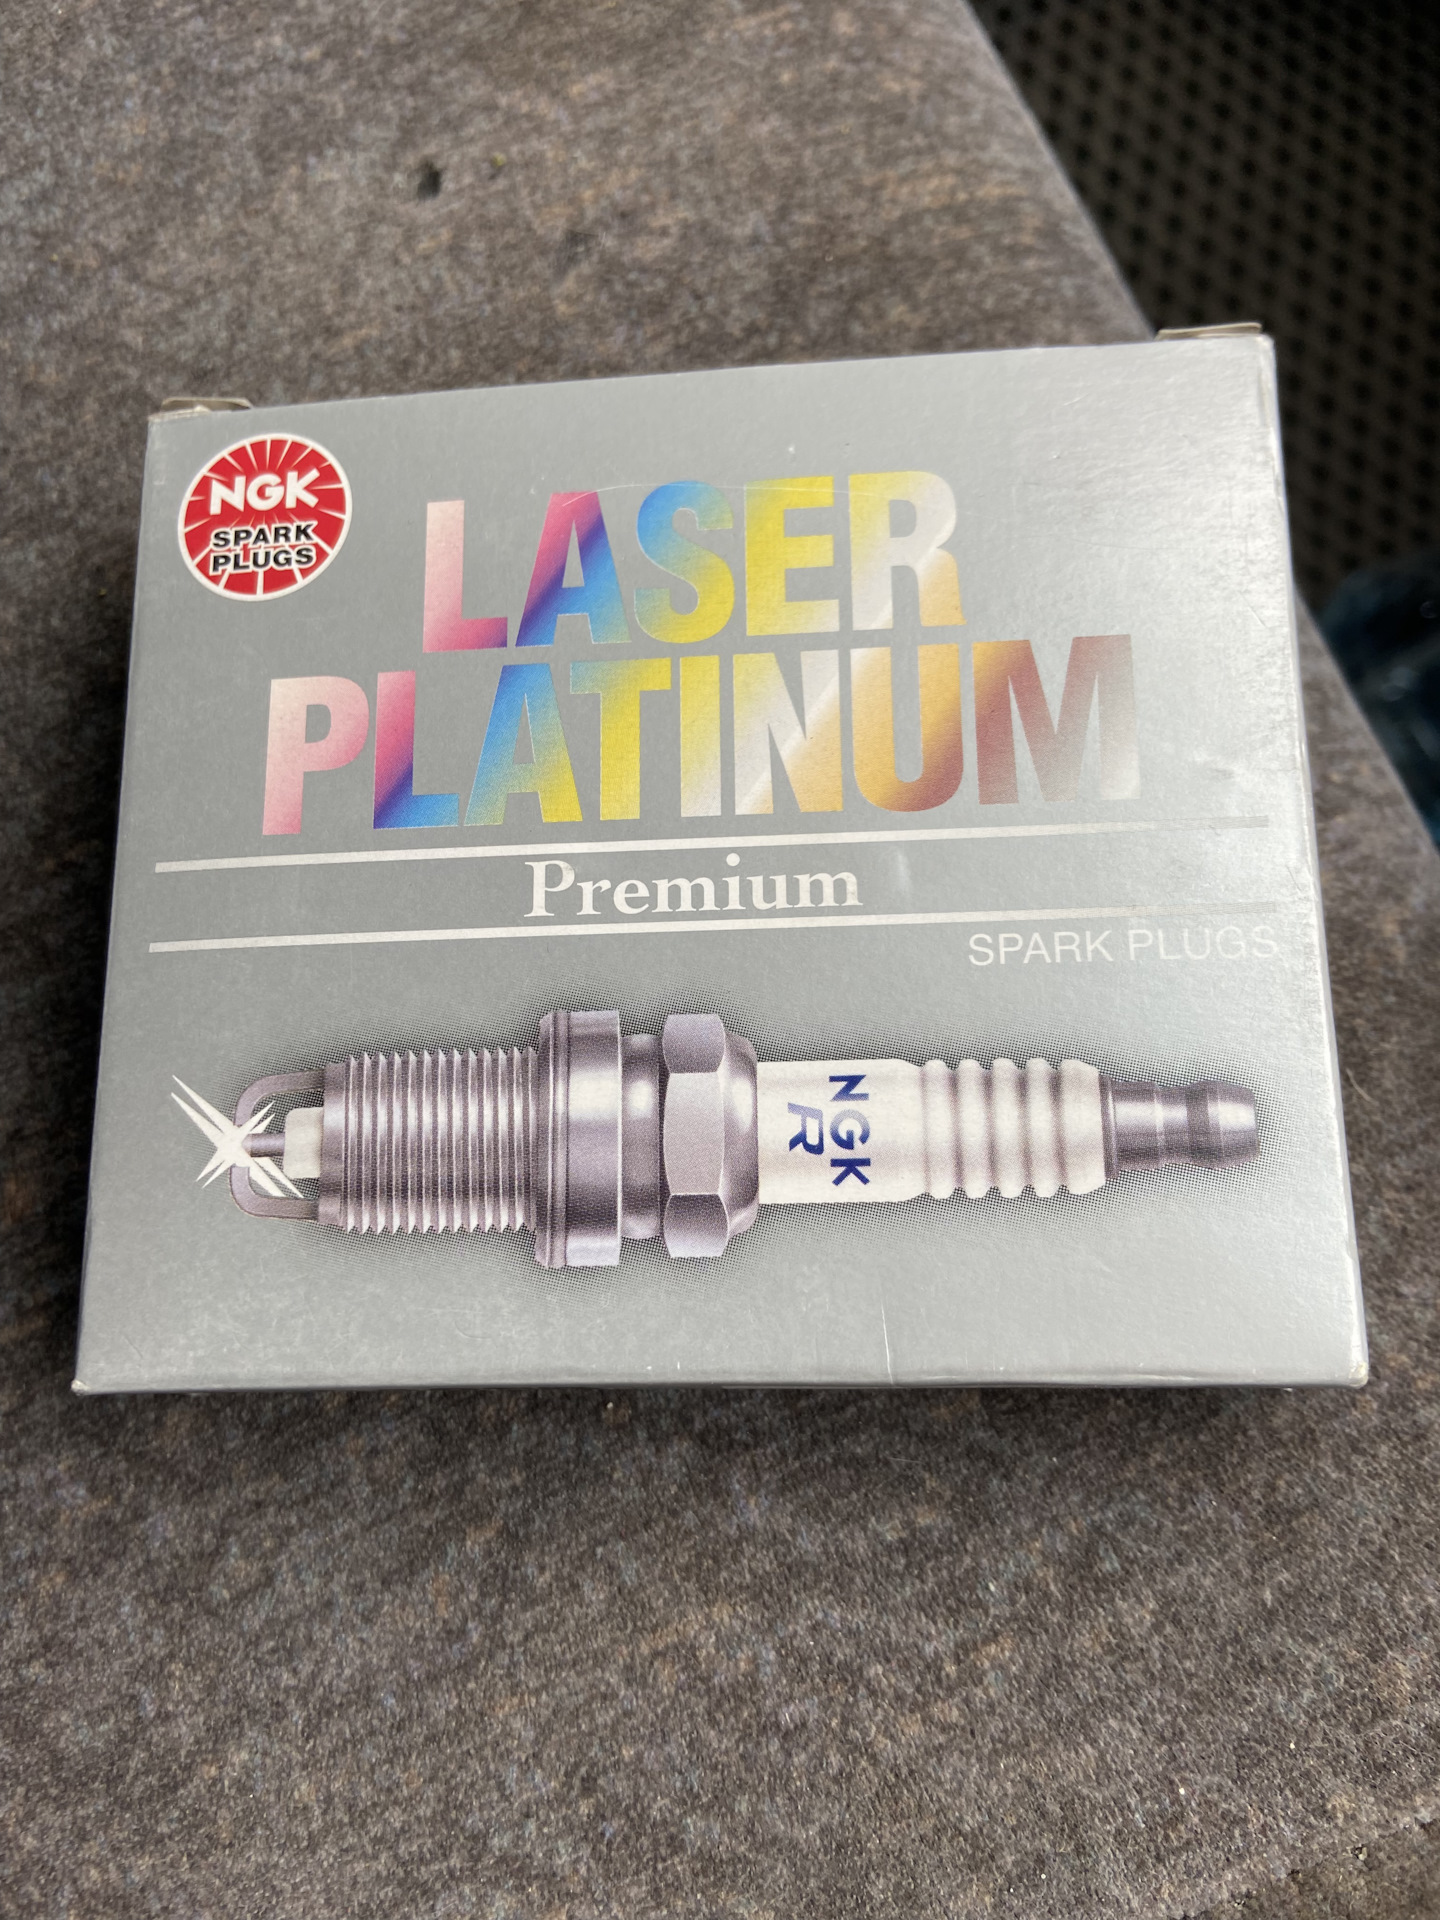 NGK
SPARK
PLUGS
LASER
PLATINUM
Premium
SPARK PLUGS
NGK
R